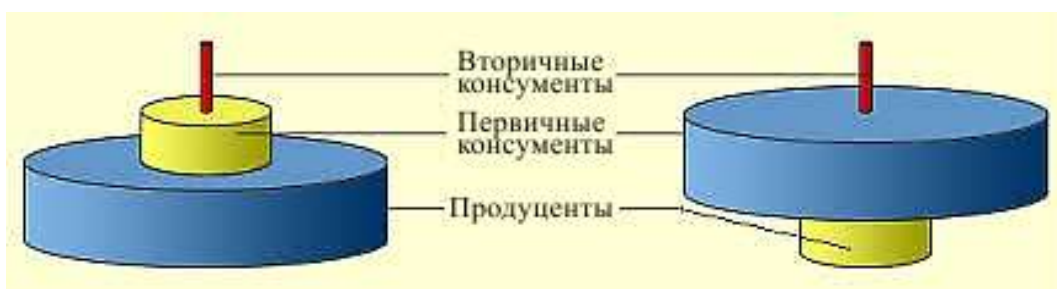 Вторичные
консументы
Первичные
консументы
Продуценты